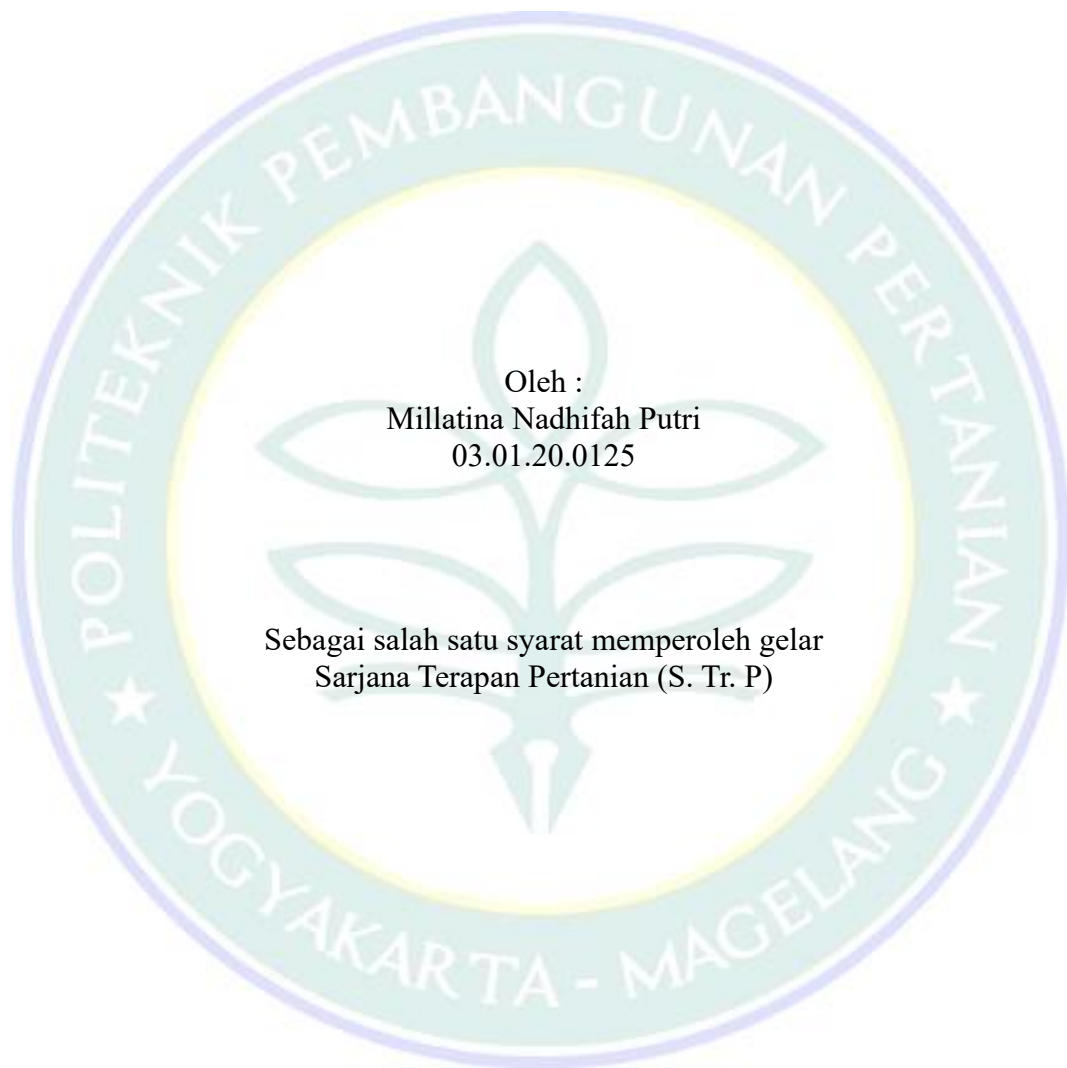 POLITEKNIK PEMBANGUNAN PERTANIAN
Oleh :
Millatina Nadhifah Putri
03.01.20.0125
Sebagai salah satu syarat memperoleh gelar
Sarjana Terapan Pertanian (S. Tr. P)
YOGYAKARTA - MAGELANG